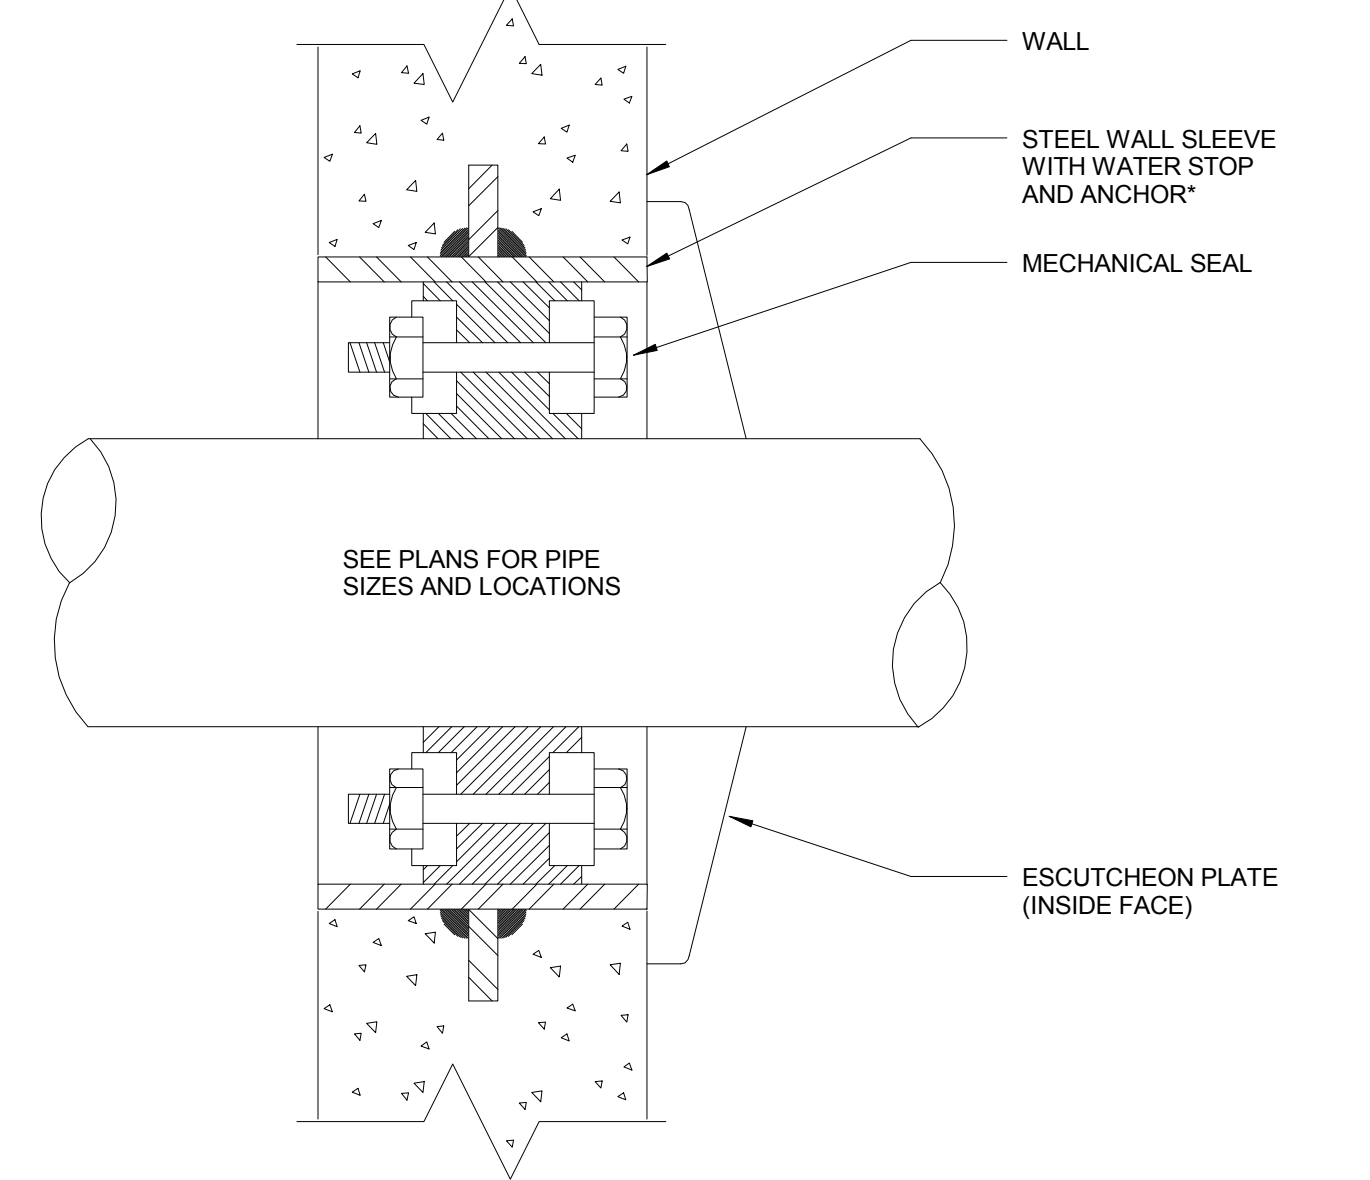 WALL
STEEL WALL SLEEVE
WITH WATER STOP
AND ANCHOR*
MECHANICAL SEAL
SEE PLANS FOR PIPE
SIZES AND LOCATIONS
ESCUTCHEON PLATE
(INSIDE FACE)